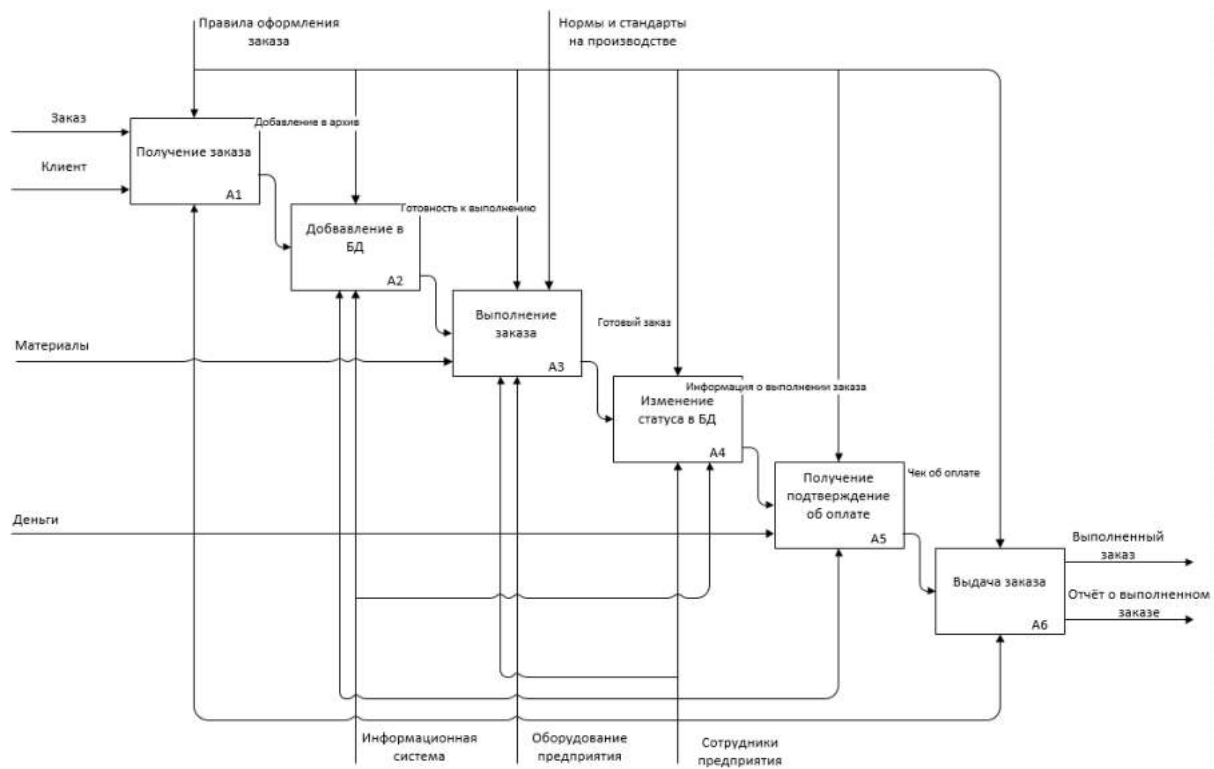 Правила оформления
заказа
Нормы и стандарты
на производстве
Заказ
Добавление в архив
Получение заказа
Клиент
A1
Готовность к выполнению
Добвавление в
БД
A2
Выполнение
заказа
Готовый заказ
Материалы
A3
Информация о выполнении заказа
Изменение
статуса в БД
A4
Получение
подтверждение
об оплате
Чек об оплате
Деньги
A5
Выполненный
заказ
Выдача заказа
Отчёт о выполненном
заказе
A6
Информационная
система
Оборудование
предприятия
Сотрудники
предприятия